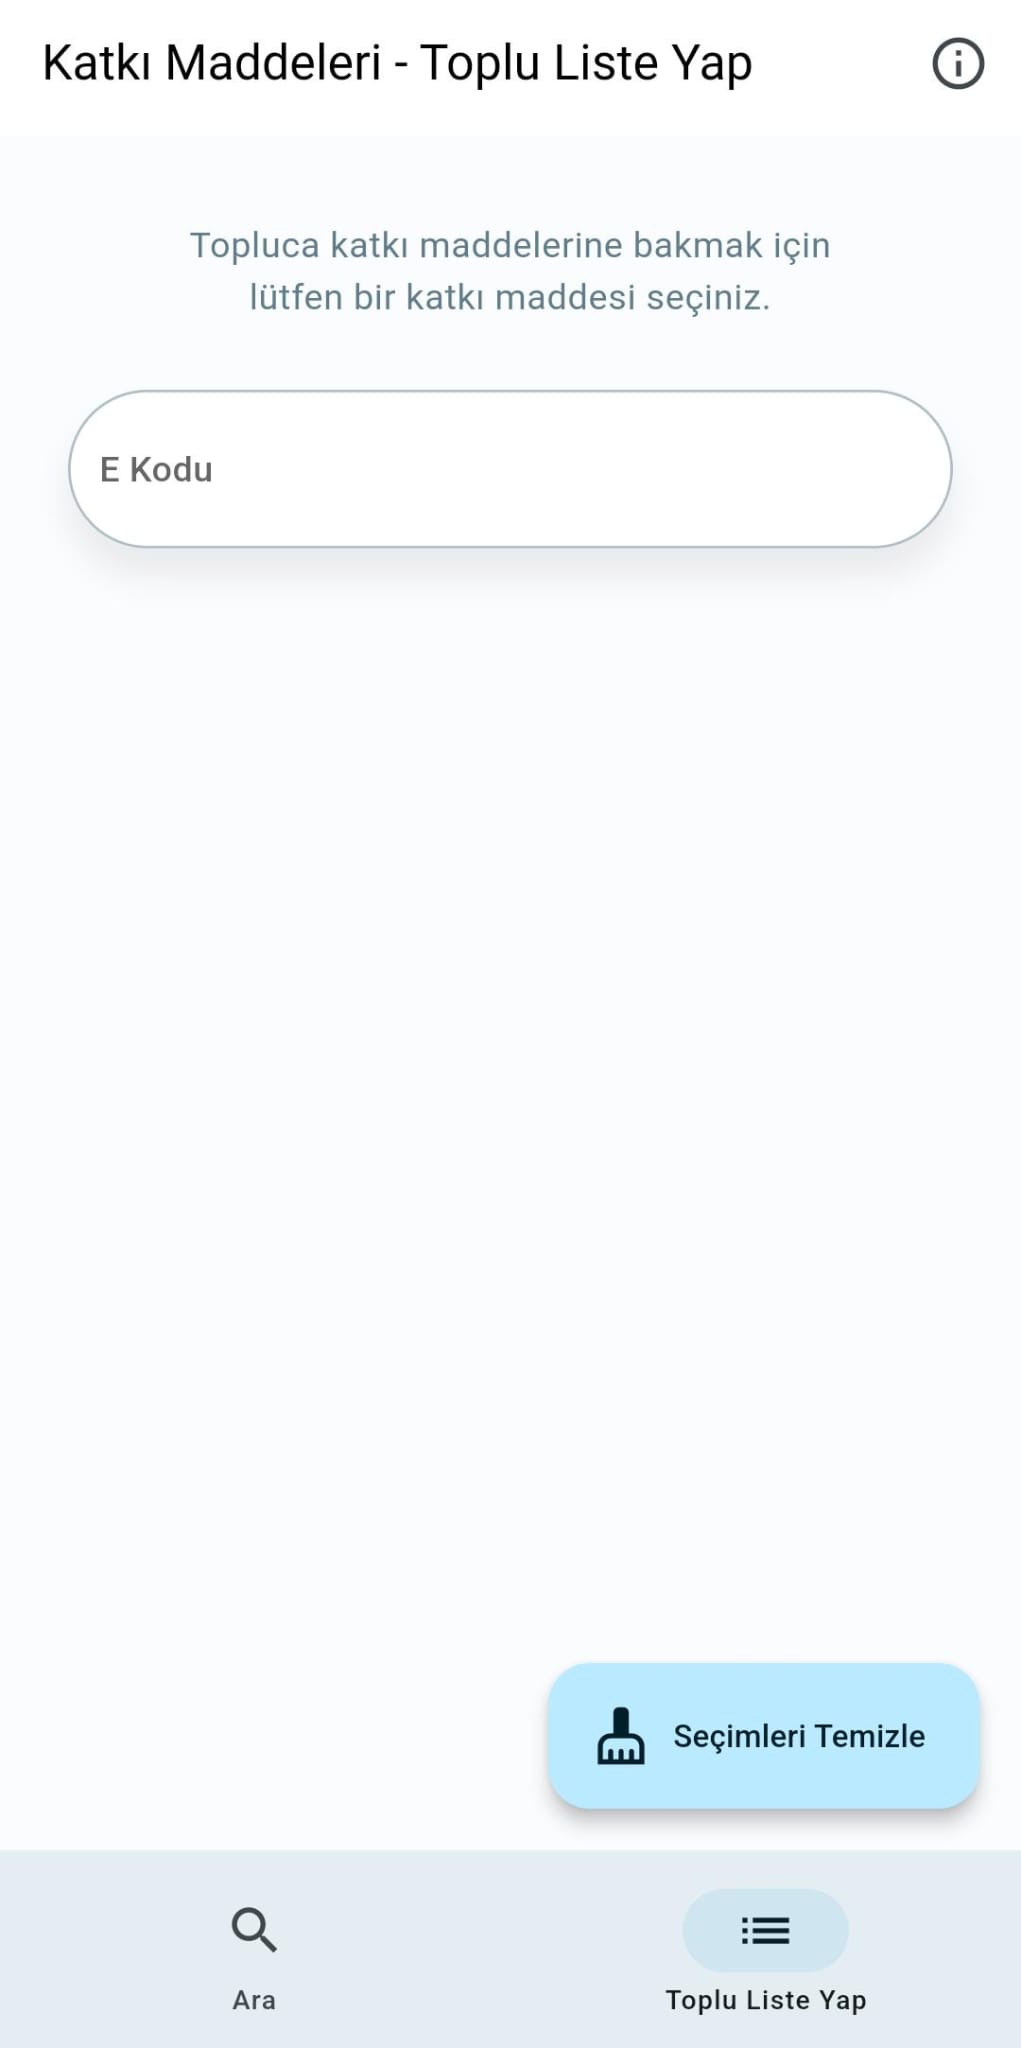 Katkı Maddeleri - Toplu Liste Yap
Topluca katkı maddelerine bakmak için
lütfen bir katkı maddesi seçiniz.
E Kodu
Seçimleri Temizle
Ara
Toplu Liste Yap